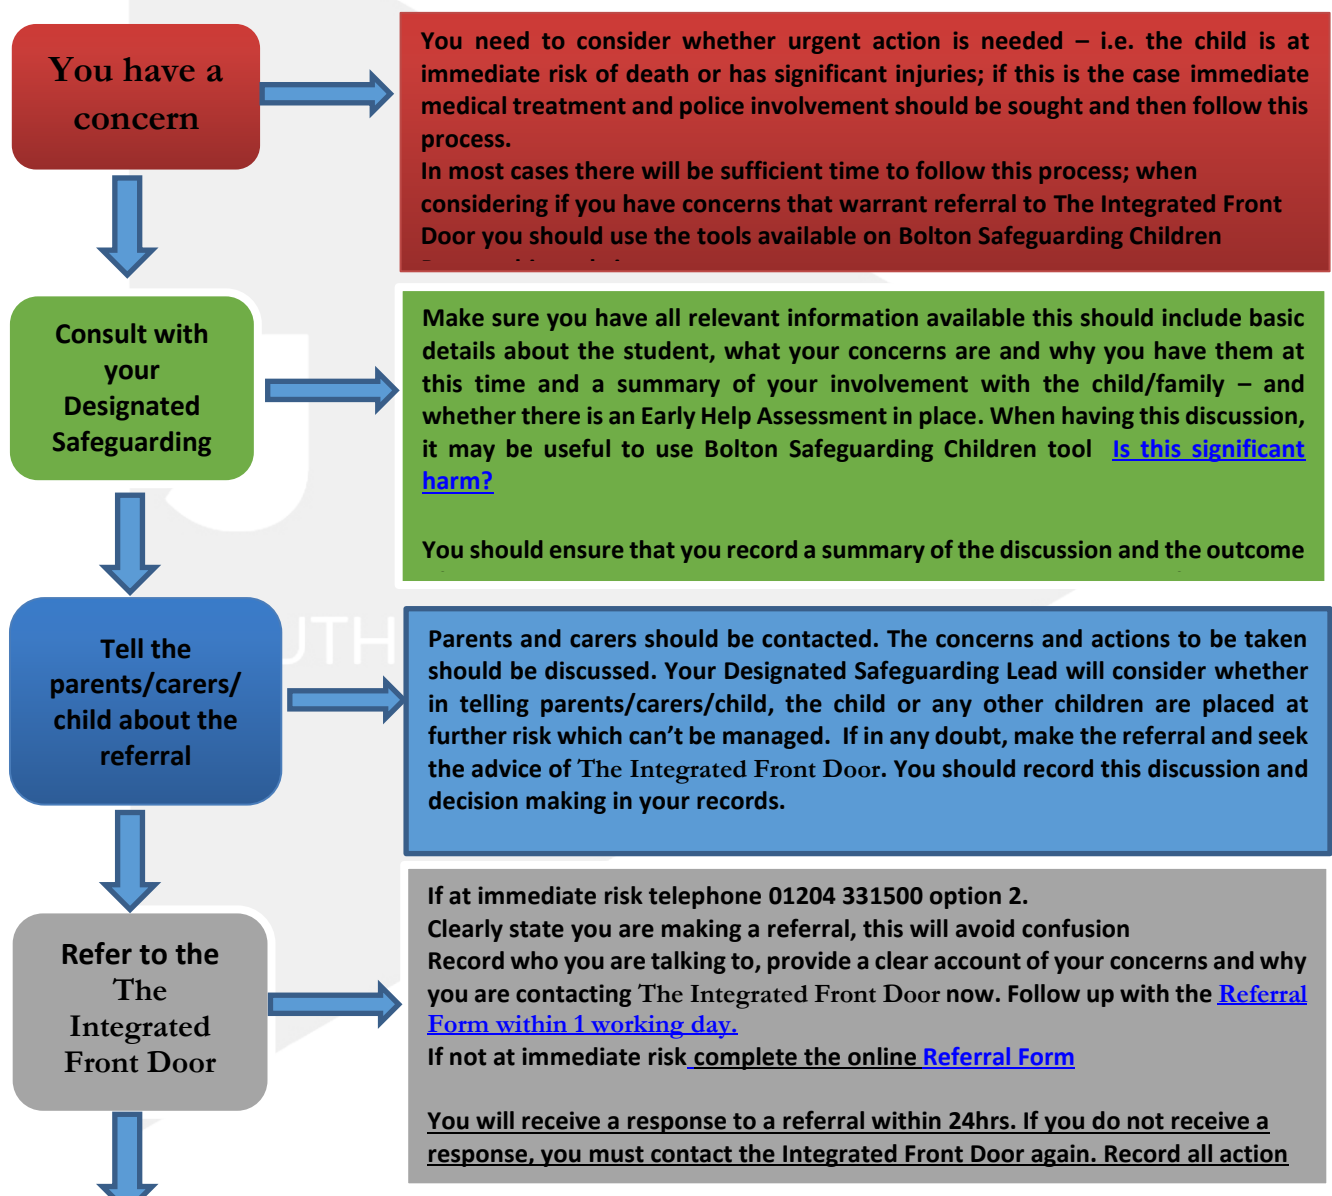 You have a
concern
You need to consider whether urgent action is needed – i.e. the child is at
immediate risk of death or has significant injuries; if this is the case immediate
medical treatment and police involvement should be sought and then follow this
process.
In most cases there will be sufficient time to follow this process; when
considering if you have concerns that warrant referral to The Integrated Front
Door you should use the tools available on Bolton Safeguarding Children
Consult with
your
Designated
Safeguarding
Make sure you have all relevant information available this should include basic
details about the student, what your concerns are and why you have them at
this time and a summary of your involvement with the child/family – and
whether there is an Early Help Assessment in place. When having this discussion,
it may be useful to use Bolton Safeguarding Children tool Is this significant
harm?
You should ensure that you record a summary of the discussion and the outcome
Tell the
parents/carers/
child about the
referral
Parents and carers should be contacted. The concerns and actions to be taken
should be discussed. Your Designated Safeguarding Lead will consider whether
in telling parents/carers/child, the child or any other children are placed at
further risk which can’t be managed. If in any doubt, make the referral and seek
the advice of The Integrated Front Door. You should record this discussion and
decision making in your records.
Refer to the
The
Integrated
Front Door
If at immediate risk telephone 01204 331500 option 2.
Clearly state you are making a referral, this will avoid confusion
Record who you are talking to, provide a clear account of your concerns and why
you are contacting The Integrated Front Door now. Follow up with the Referral
Form within 1 working day.
If not at immediate risk complete the online Referral Form
You will receive a response to a referral within 24hrs. If you do not receive a
response, you must contact the Integrated Front Door again. Record all action